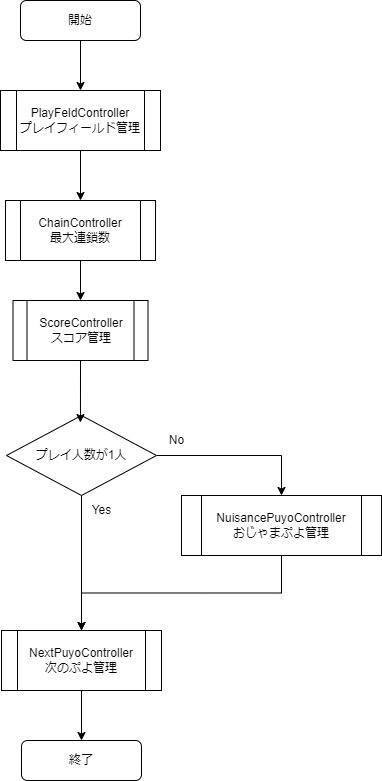 開始
PlayFeldController
プレイフィールド管理
ChainController
最大連鎖数
ScoreController
スコア管理
プレイ人数が1人
No
Yes
NuisancePuyoController
おじゃまぷよ管理
NextPuyoController
次のぷよ管理
終了